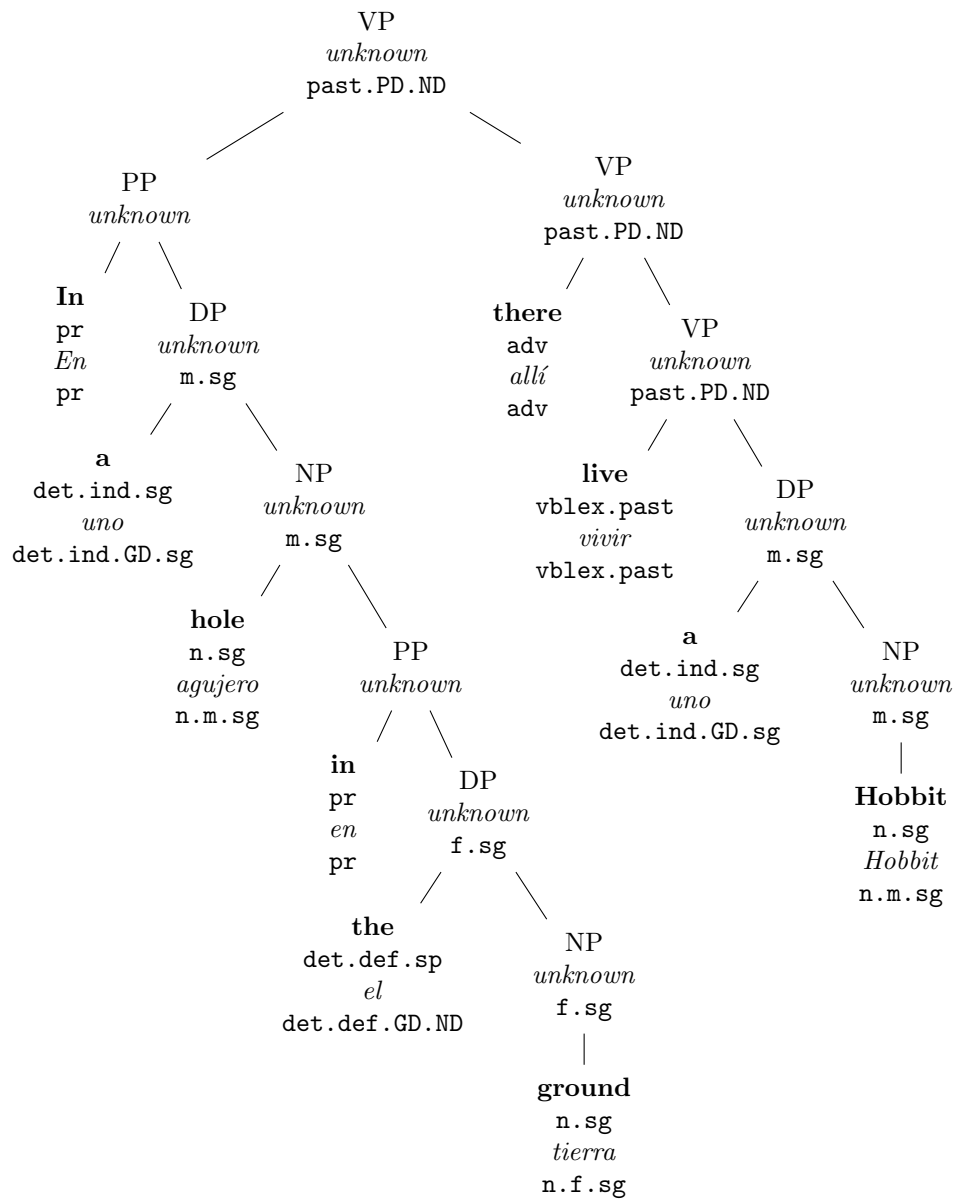 VP
unknown
past.PD.ND
PP
unknown
VP
unknown
past.PD.ND
In
pr
En
pr
DP
unknown
m.sg
there
adv
allí
adv
VP
unknown
past.PD.ND
a
det.ind.sg
uno
det.ind.GD.sg
NP
unknown
m.sg
live
vblex.past
vivir
vblex.past
DP
unknown
m.sg
hole
n.sg
agujero
n.m.sg
PP
unknown
a
det.ind.sg
uno
det.ind.GD.sg
NP
unknown
m.sg
in
pr
en
pr
DP
unknown
f.sg
Hobbit
n.sg
Hobbit
n.m.sg
the
det.def.sp
el
det.def.GD.ND
NP
unknown
f.sg
ground
n.sg
tierra
n.f.sg